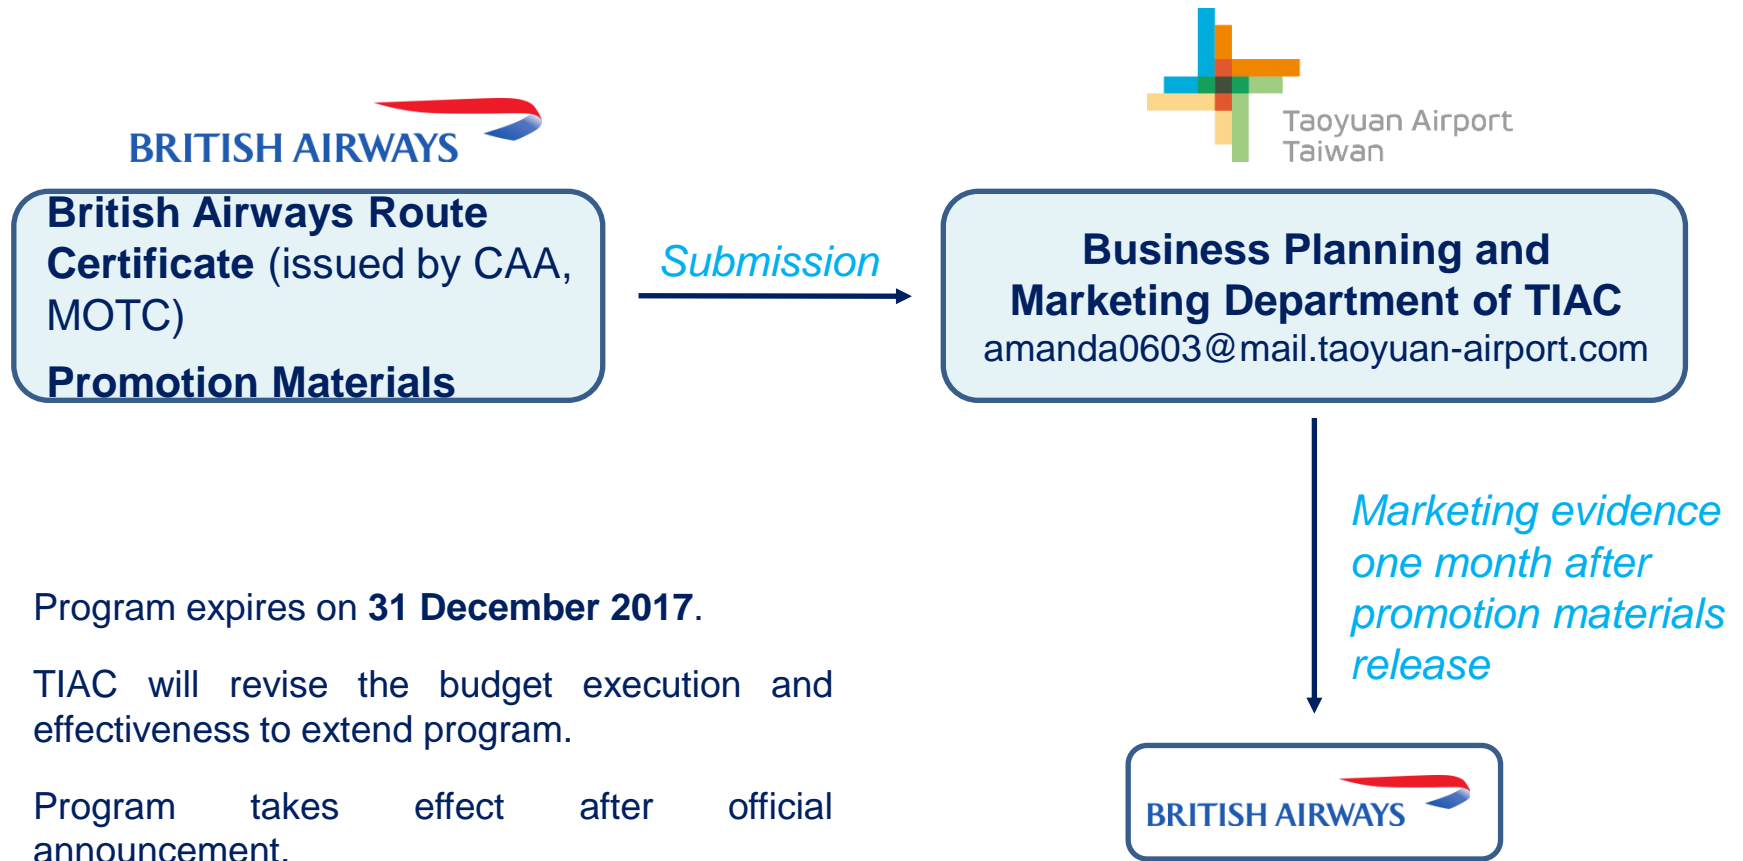 BRITISH AIRWAYS
Taoyuan Airport
Taiwan
British Airways Route
Certificate (issued by CAA,
MOTC)
Promotion Materials
Submission
Business Planning and
Marketing Department of TIAC
amanda0603@mail.taoyuan-airport.com
Marketing evidence
one month after
promotion materials
release
Program expires on 31 December 2017.
TIAC will revise the budget execution and
effectiveness to extend program.
Program takes effect after official
announcement.
BRITISH AIRWAYS